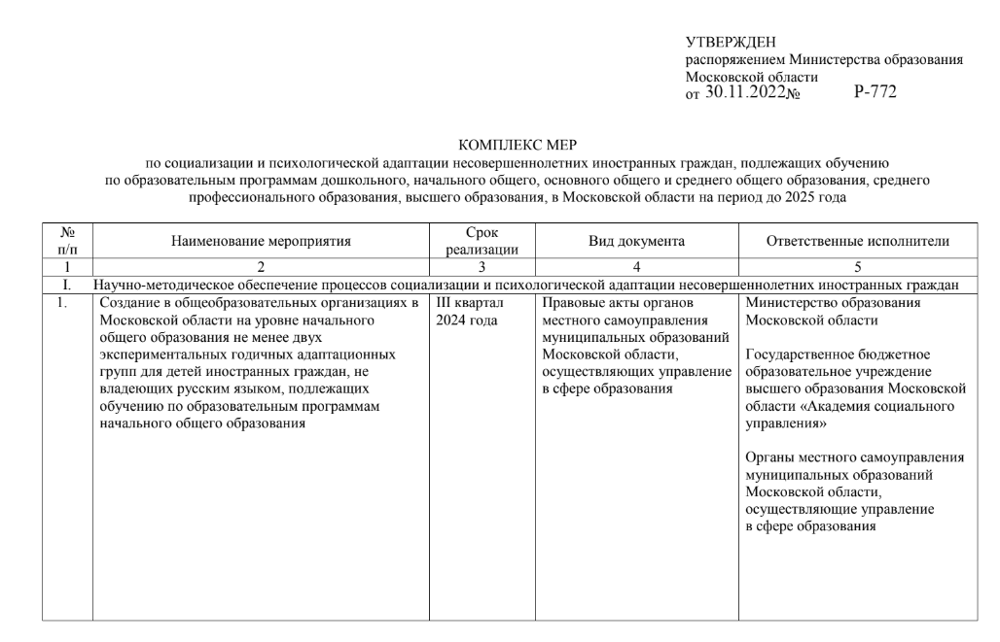 УТВЕРЖДЕН
распоряжением Министерства образования
Московской области
от 30.11.2022№ Р-772
КОМПЛЕКС МЕР
по социализации и психологической адаптации несовершеннолетних иностранных граждан, подлежащих обучению
по образовательным программам дошкольного, начального общего, основного общего и среднего общего образования, среднего
профессионального образования, высшего образования, в Московской области на период до 2025 года
№
п/п
Наименование мероприятия
Срок
реализации
Вид документа
Ответственные исполнители
1
2
3
4
5
I. Научно-методическое обеспечение процессов социализации и психологической адаптации несовершеннолетних иностранных граждан
1.
Создание в общеобразовательных организациях в
Московской области на уровне начального
общего образования не менее двух
экспериментальных годичных адаптационных
групп для детей иностранных граждан, не
владеющих русским языком, подлежащих
обучению по образовательным программам
начального общего образования
III квартал
2024 года
Правовые акты органов
местного самоуправления
муниципальных образований
Московской области,
осуществляющих управление
в сфере образования
Министерство образования
Московской области
Государственное бюджетное
образовательное учреждение
высшего образования Московской
области «Академия социального
управления»
Органы местного самоуправления
муниципальных образований
Московской области,
осуществляющие управление
в сфере образования